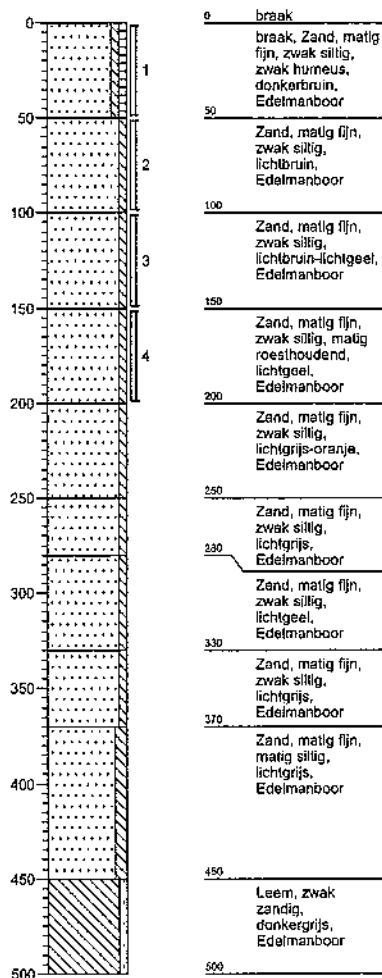 0
50
100
150
200
250
300
350
400
450
500
1
2
3
4
0 braak
braak, Zand, matig
fijn, zwak siltig,
zwak humeus,
donkerbruin,
Edelmanboor
50
Zand, matig fijn,
zwak siltig,
lichtbruin,
Edelmanboor
100
Zand, matig fijn,
zwak siltig,
lichtbruin-lichtgeel,
Edelmanboor
150
Zand, matig fijn,
zwak siltig, matig
roesthoudend,
lichtgeel,
Edelmanboor
200
Zand, matig fijn,
zwak siltig,
lichtgrijs-oranje,
Edelmanboor
250
Zand, matig fijn,
zwak siltig,
lichtgrijs,
Edelmanboor
280
Zand, matig fijn,
zwak siltig,
lichtgeel,
Edelmanboor
330
Zand, matig fijn,
zwak siltig,
lichtgrijs,
Edelmanboor
370
Zand, matig fijn,
matig siltig,
lichtgrijs,
Edelmanboor
450
Leem, zwak
zandig,
donkergrijs,
Edelmanboor
500